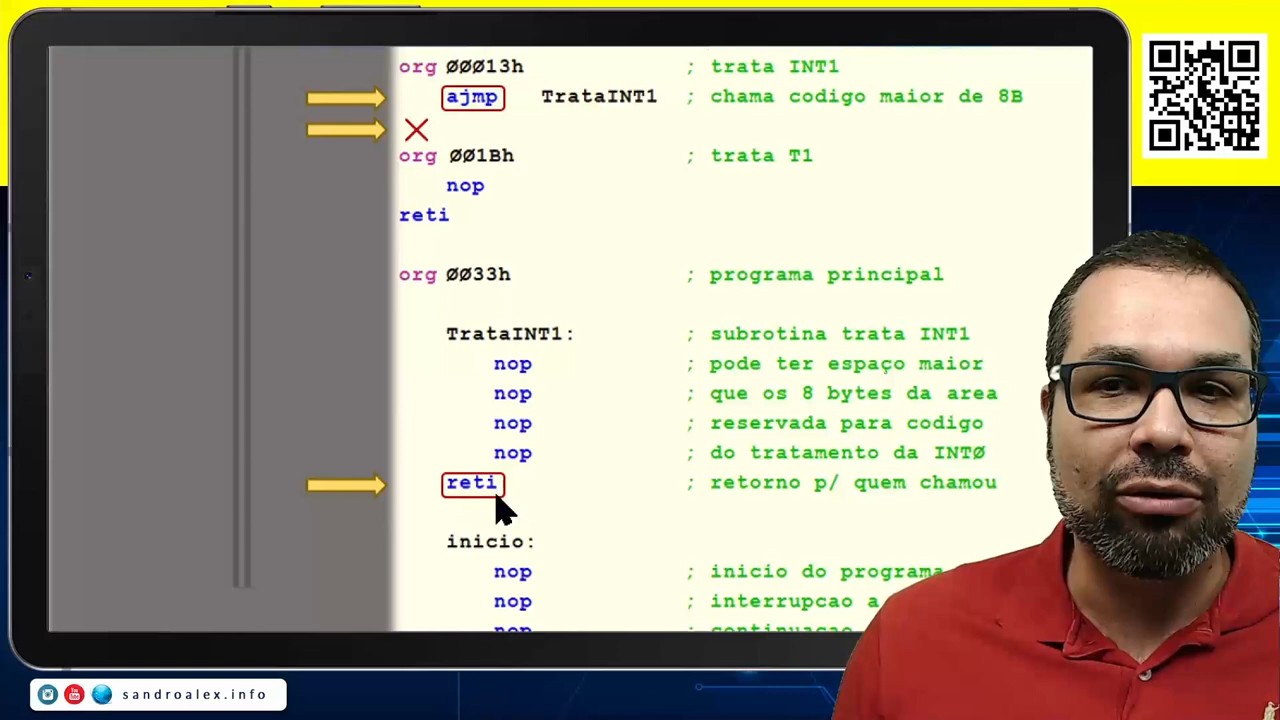 org ØØØ13h ; trata INT1
ajmp TrataINT1 ; chama codigo maior de 8B
org ØØ1Bh ; trata T1
nop
reti
org ØØ33h ; programa principal
TrataINT1: ; subrotina trata INT1
nop ; pode ter espaço maior
nop ; que os 8 bytes da area
nop ; reservada para codigo
nop ; do tratamento da INTØ
reti ; retorno p/ quem chamou
inicio:
nop ; inicio do programa
nop ; interrupcao a
nop ; continuacao
sandroalex.info